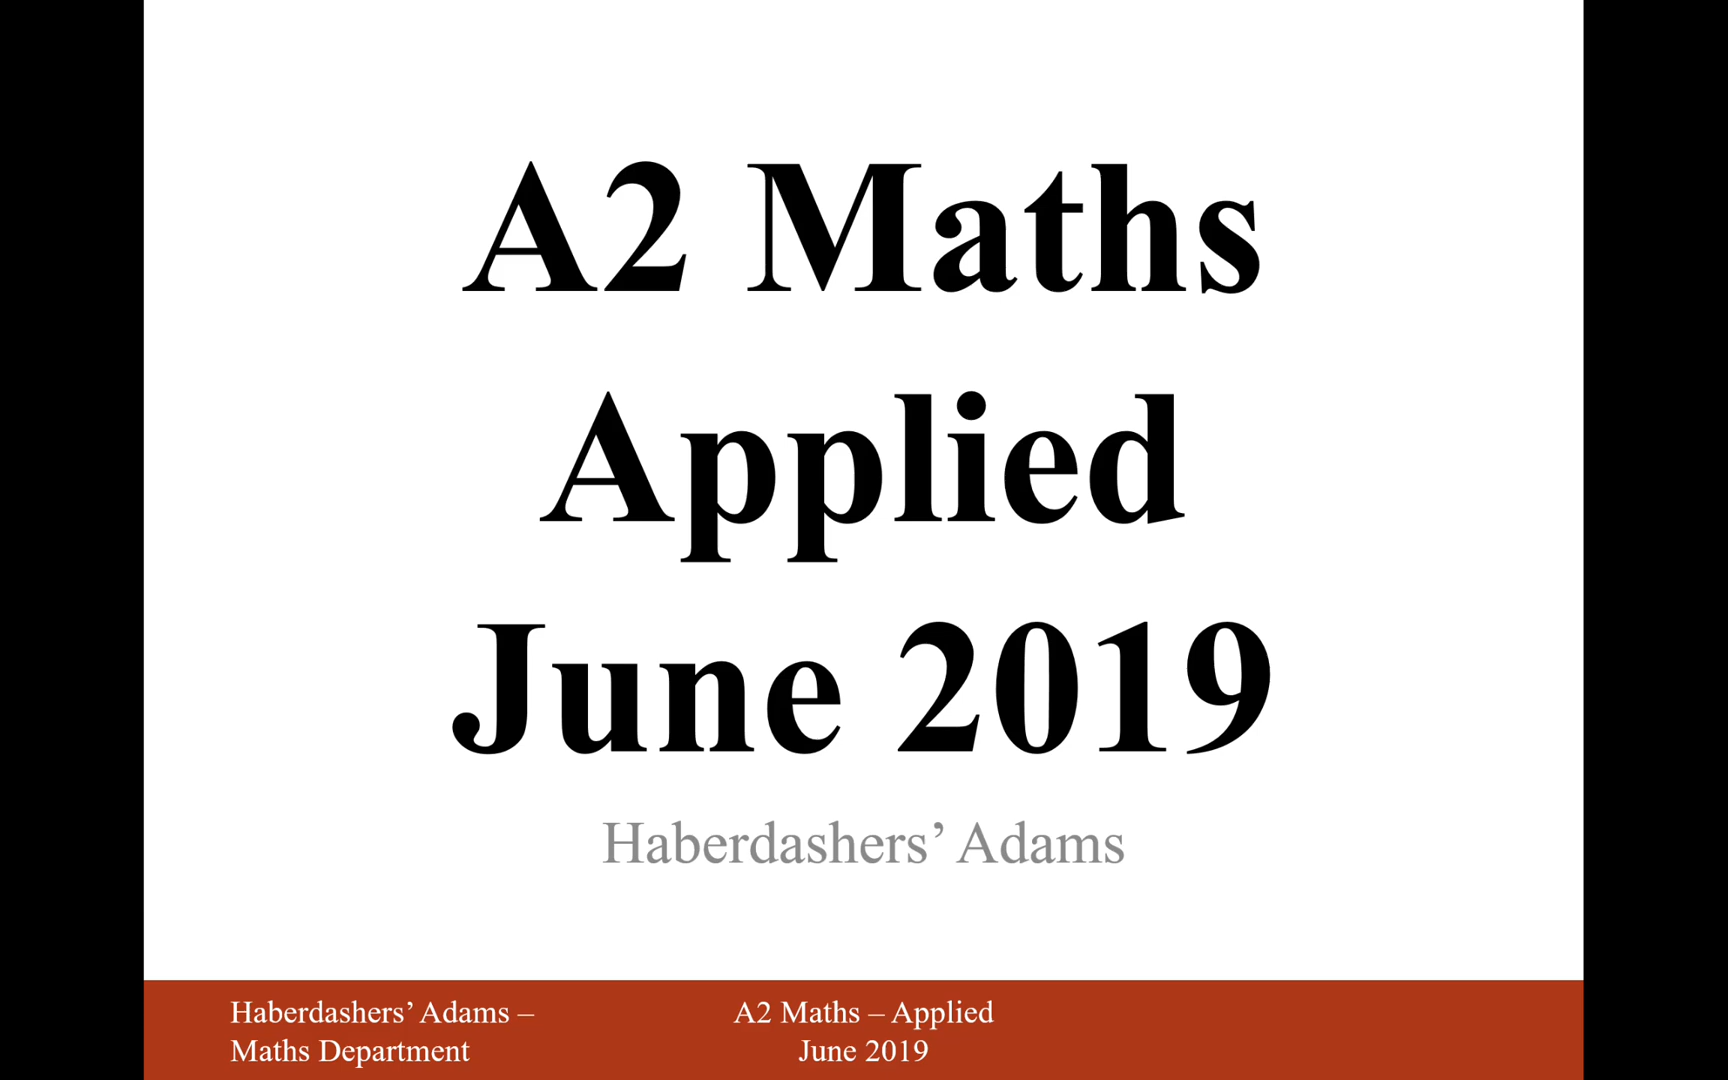 A2 Maths
Applied
June 2019
Haberdashers’ Adams
Haberdashers’ Adams –
Maths Department
A2 Maths – Applied
June 2019